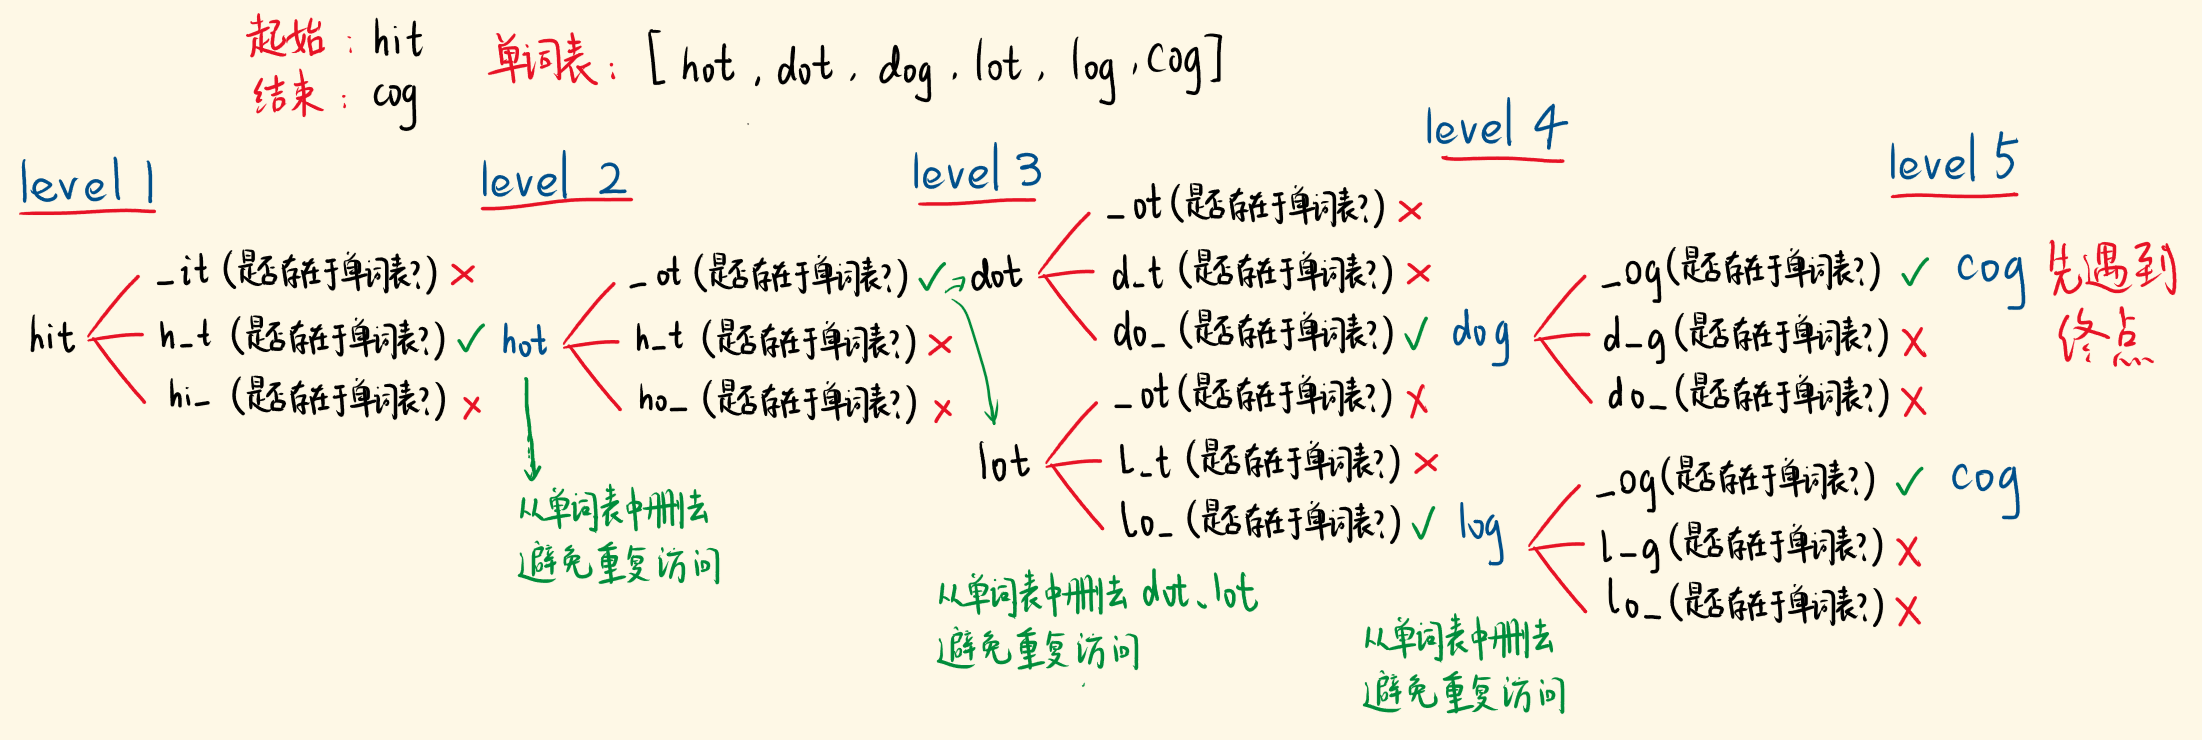 起始：hit
结束：cog
单词表：[hot, dot, dog, lot, log, cog]
level 1
hit
_it (是否存在于单词表?) ×
h_t (是否存在于单词表?) ✓
hi_ (是否存在于单词表?) ×
level 2
hot
_ot (是否存在于单词表?) ✓
h_t (是否存在于单词表?) ×
ho_ (是否存在于单词表?) ×
从单词表中删去
避免重复访问
level 3
dot
_ot (是否存在于单词表?) ×
d_t (是否存在于单词表?) ×
do_ (是否存在于单词表?) ✓
lot
_ot (是否存在于单词表?) ×
l_t (是否存在于单词表?) ×
lo_ (是否存在于单词表?) ✓
从单词表中删去 dot、lot
避免重复访问
level 4
dog
_og (是否存在于单词表?) ✓
d_g (是否存在于单词表?) ×
do_ (是否存在于单词表?) ×
log
_og (是否存在于单词表?) ✓
l_g (是否存在于单词表?) ×
lo_ (是否存在于单词表?) ×
从单词表中删去
避免重复访问
level 5
cog 先遇到
终点
cog